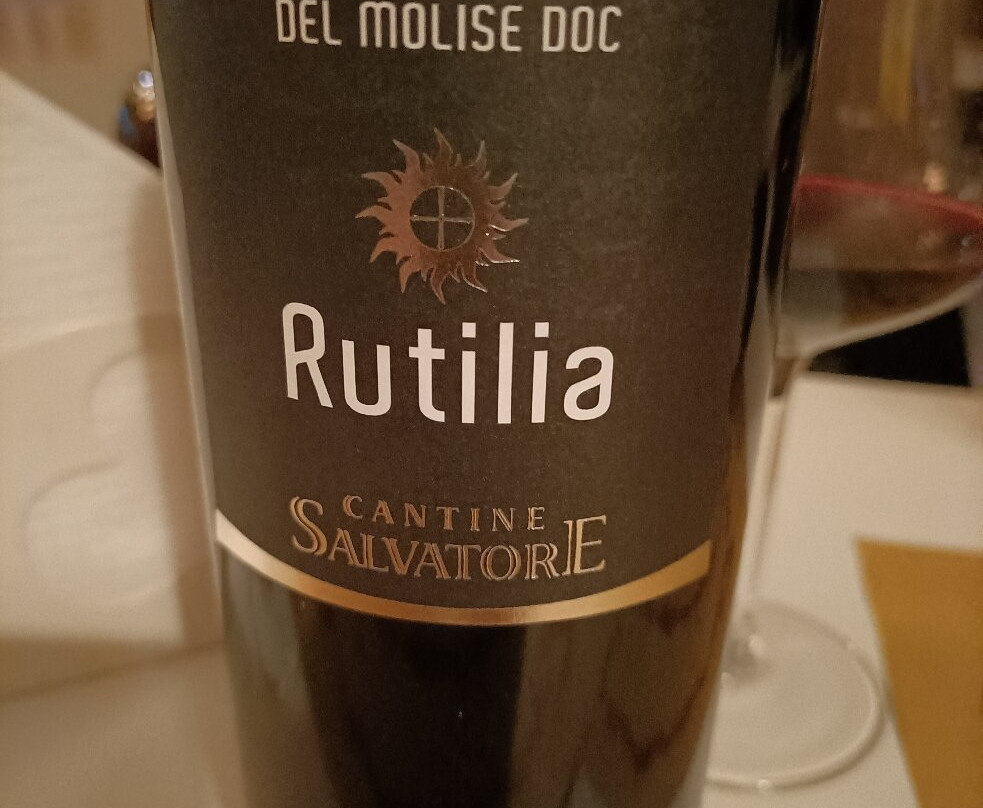 DEL MOLISE DOC
Rutilia
CANTINE
SALVATORE